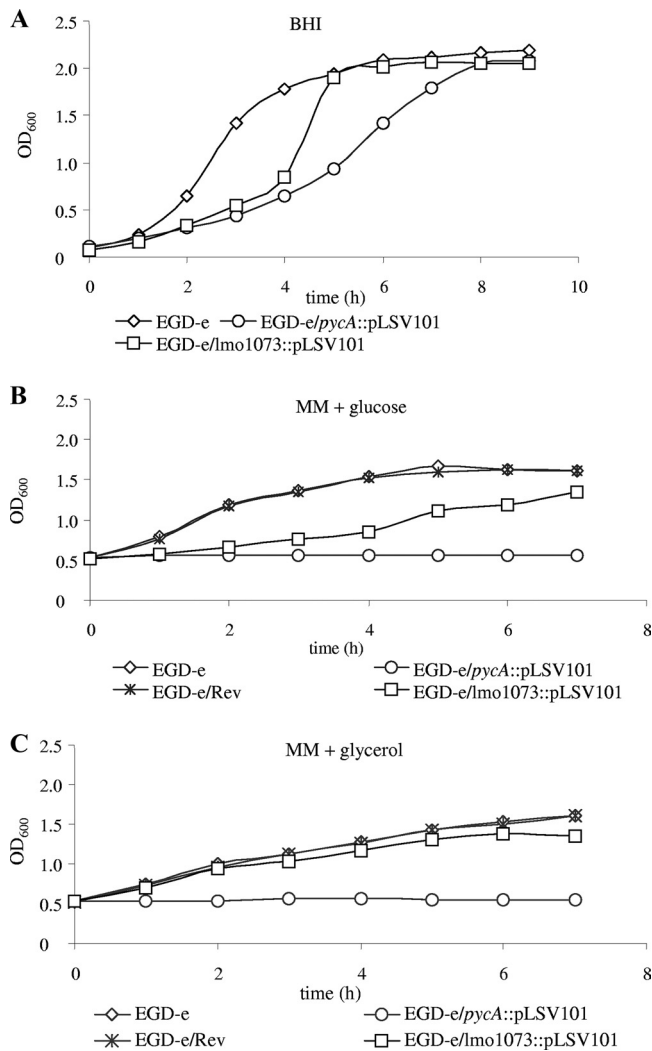 A
BHI
2.5
2.0
1.5
1.0
0.5
0
OD600
0 2 4 6 8 10
time (h)
EGD-e EGD-e/pycA::pLSV101
EGD-e/lmo1073::pLSV101
B
MM + glucose
2.5
2.0
1.5
1.0
0.5
0
OD600
0 2 4 6 8
time (h)
EGD-e EGD-e/pycA::pLSV101
EGD-e/Rev EGD-e/lmo1073::pLSV101
C
MM + glycerol
2.5
2.0
1.5
1.0
0.5
0
OD600
0 2 4 6 8
time (h)
EGD-e EGD-e/pycA::pLSV101
EGD-e/Rev EGD-e/lmo1073::pLSV101